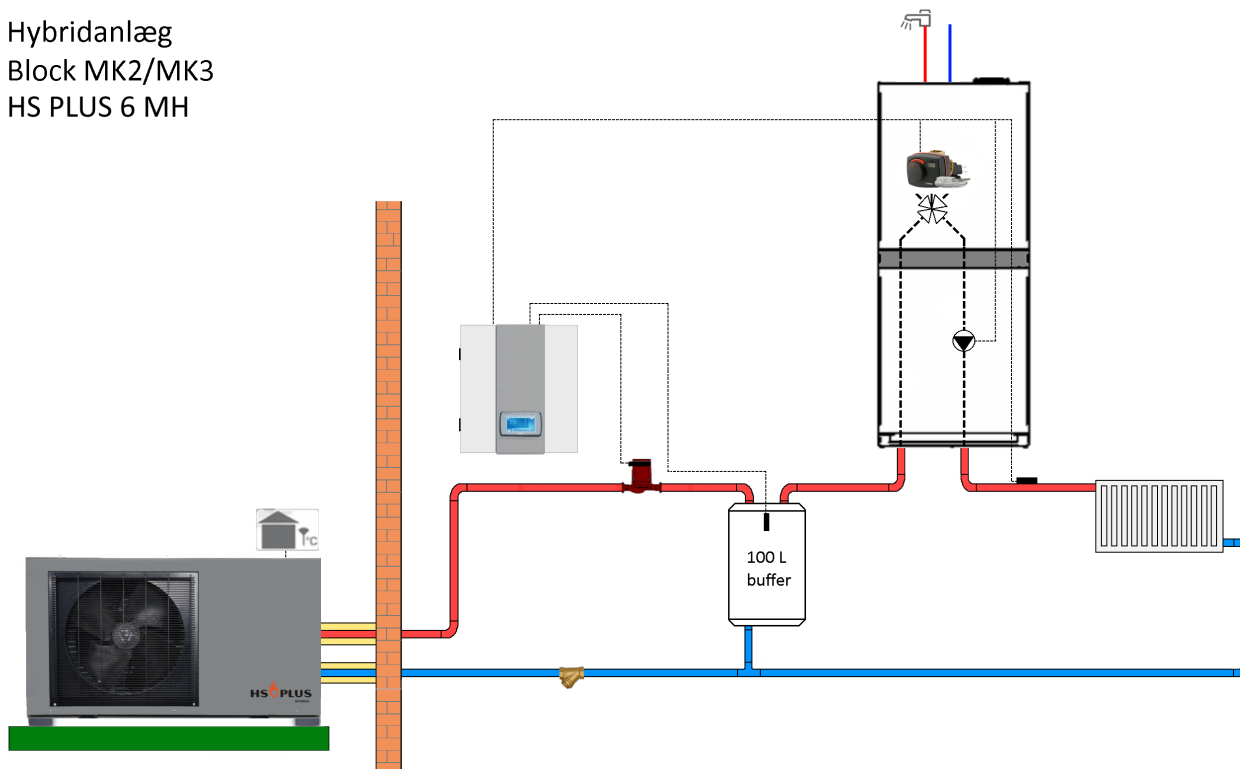 Hybridanlæg
Block MK2/MK3
HS PLUS 6 MH
°C
100 L
buffer
HS PLUS